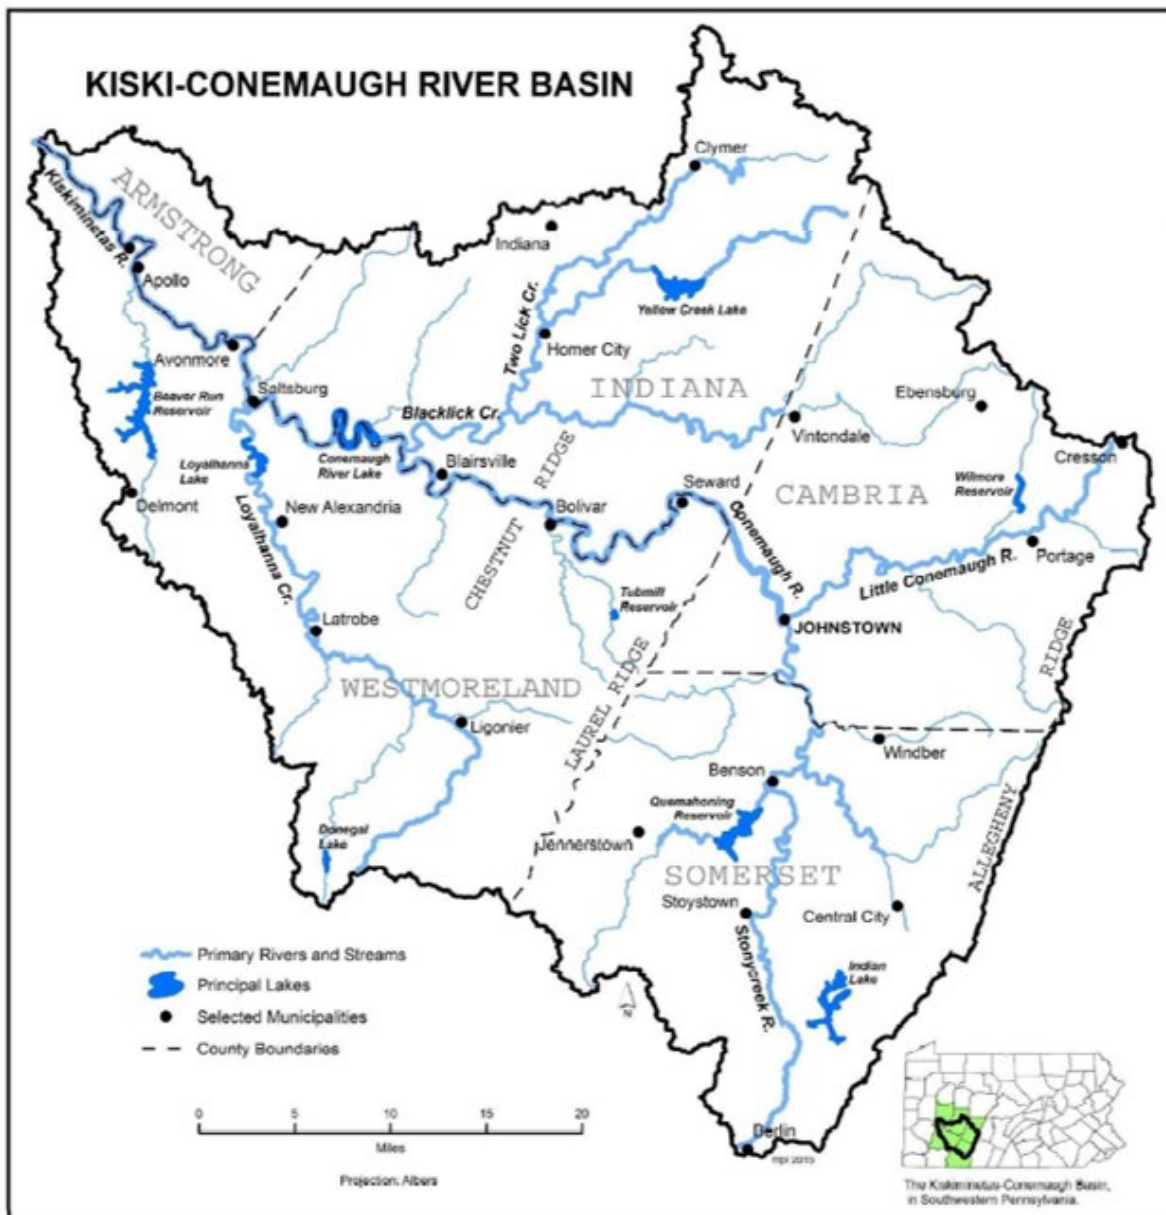 KISKI-CONEMAUGH RIVER BASIN
Clymer
ARMSTRONG
Kiskiminetas R.
Indiana
Apollo
Two Lick Cr.
Yellow Creek Lake
Homer City
Avonmore
INDIANA
Saltsburg
Beaver Run
Reservoir
Blacklick Cr.
Ebensburg
Vintondale
Cresson
Loyalhanna
Lake
Conemaugh
River Lake
Blairsville
RIDGE
Seward
Wilmore
Reservoir
CAMBRIA
Delmont
New Alexandria
Bolivar
Conemaugh R.
Portage
Little Conemaugh R.
Loyalhanna Cr.
CHESTNUT
Tubmill
Reservoir
Latrobe
JOHNSTOWN
RIDGE
WESTMORELAND
LAUREL RIDGE
Ligonier
Windber
Benson
Quemahoning
Reservoir
Donegal
Lake
Jennerstown
ALLEGHENY
SOMERSET
Stoystown
Central City
Stonycreek R.
Indian
Lake
Primary Rivers and Streams
Principal Lakes
Selected Municipalities
County Boundaries
N
0 5 10 15 20
Miles
Projection: Albers
Berlin
mpi 2015
The Kiskiminetas-Conemaugh Basin,
in Southwestern Pennsylvania.